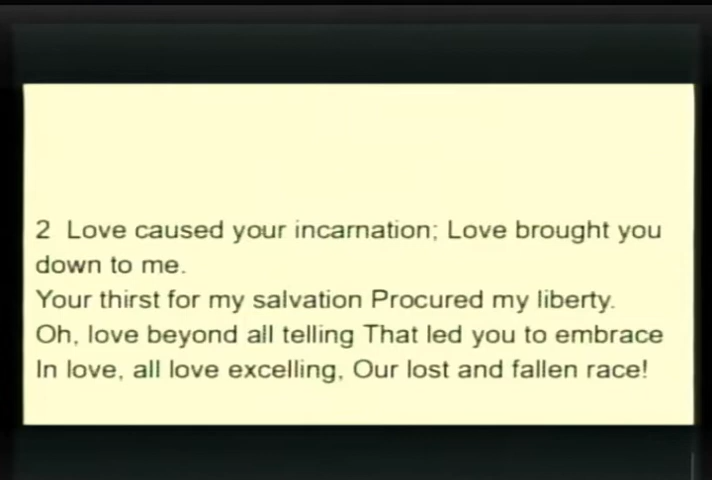 2 Love caused your incarnation; Love brought you
down to me.
Your thirst for my salvation Procured my liberty.
Oh, love beyond all telling That led you to embrace
In love, all love excelling, Our lost and fallen race!